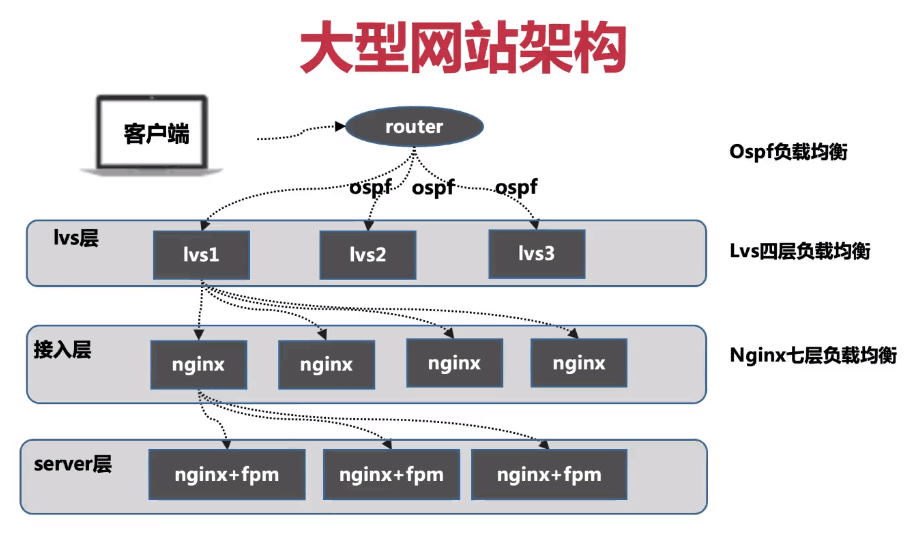 大型网站架构
客户端
router
Ospf负载均衡
ospf ospf ospf
lvs层
lvs1 lvs2 lvs3
Lvs四层负载均衡
接入层
nginx nginx nginx nginx
Nginx七层负载均衡
server层
nginx+fpm nginx+fpm nginx+fpm